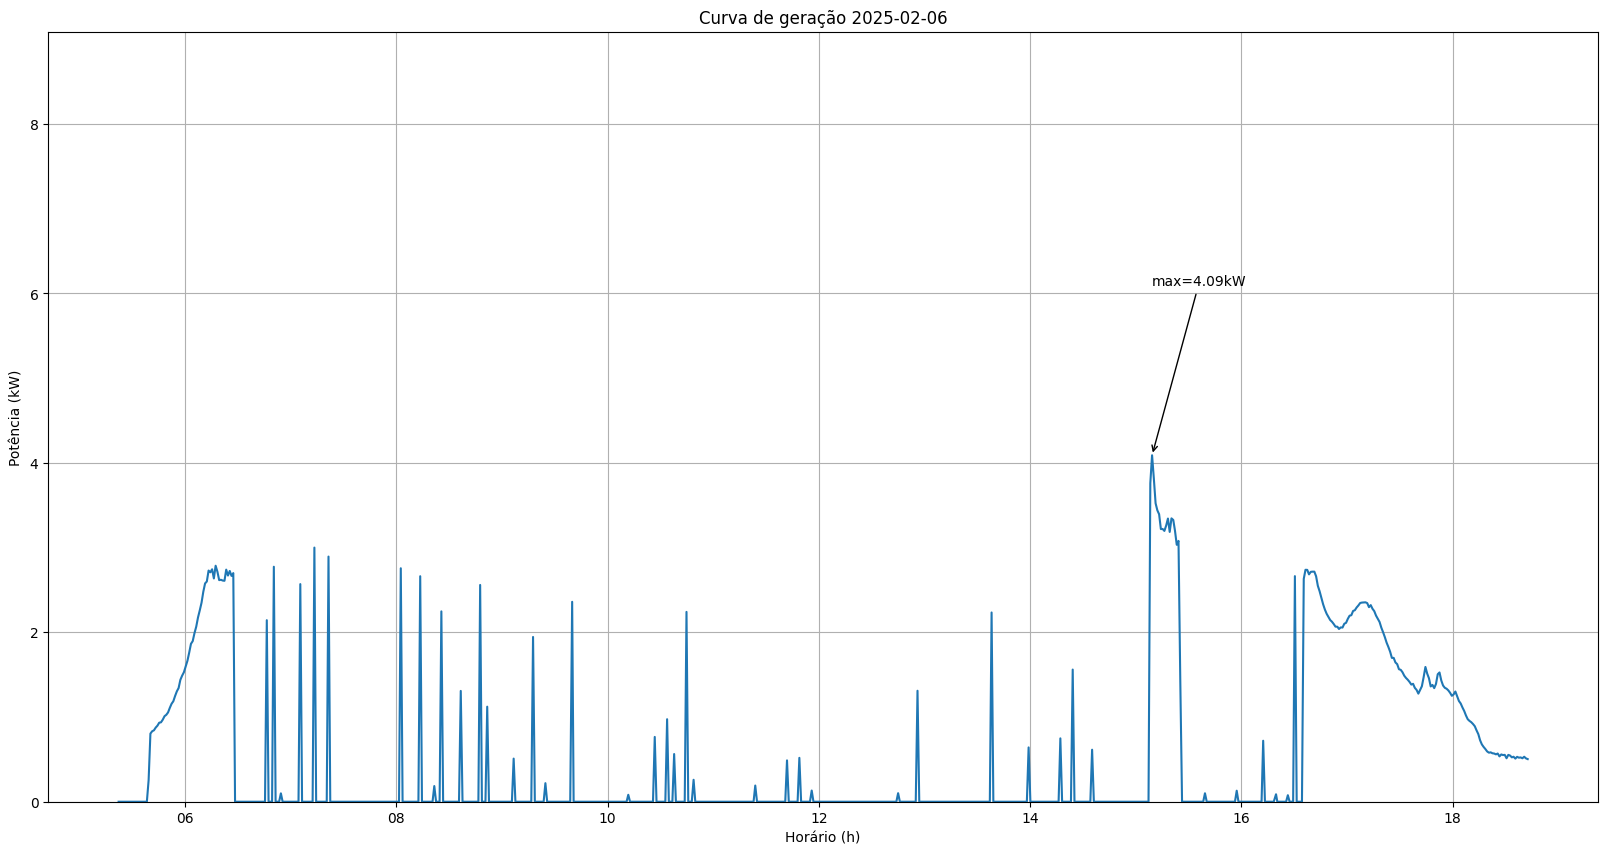 Curva de geração 2025-02-06
Potência (kW)
8
6
4
2
0
max=4.09kW
06 08 10 12 14 16 18
Horário (h)